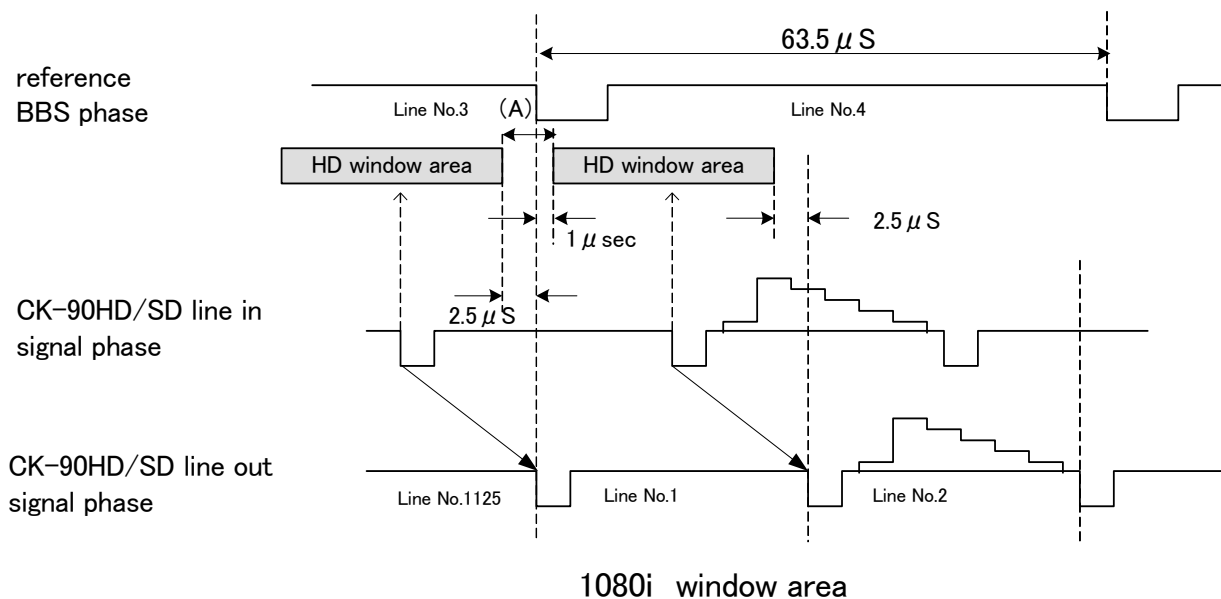 63.5 μS
reference
BBS phase
Line No.3
(A)
Line No.4
HD window area
HD window area
2.5 μS
1 μsec
CK-90HD/SD line in
signal phase
2.5 μS
CK-90HD/SD line out
signal phase
Line No.1125
Line No.1
Line No.2
1080i window area